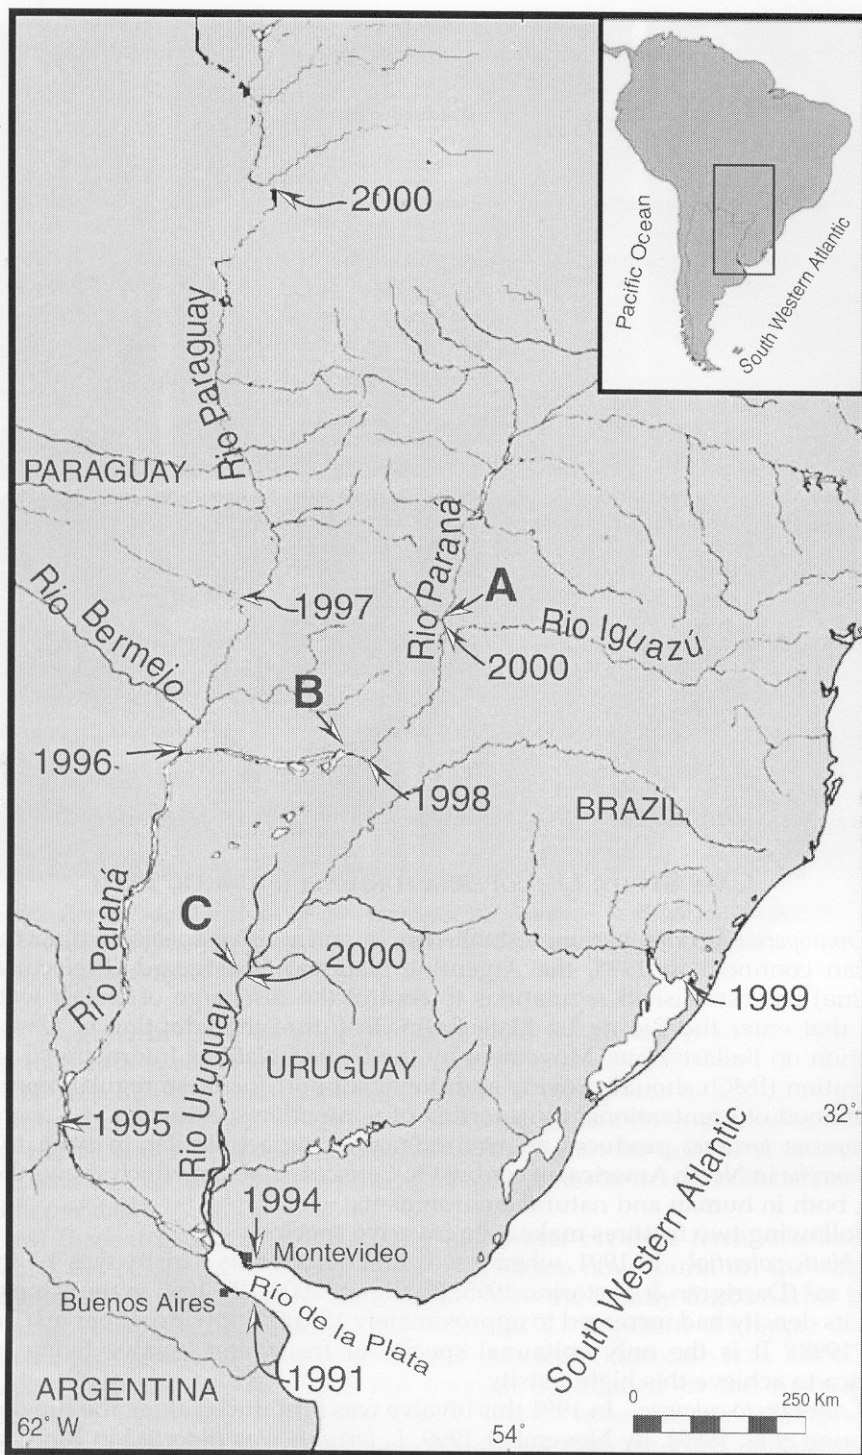 Pacific Ocean
South Western Atlantic
2000
Rio Paraguay
PARAGUAY
Rio Paraná
A
Rio Bermejo
1997
Rio Iguazú
2000
B
1996
1998
BRAZIL
Rio Paraná
C
2000
1999
Rio Uruguay
URUGUAY
32°
1995
1994
Montevideo
South Western Atlantic
Buenos Aires
Río de la Plata
ARGENTINA
1991
0 250 Km
62° W
54°